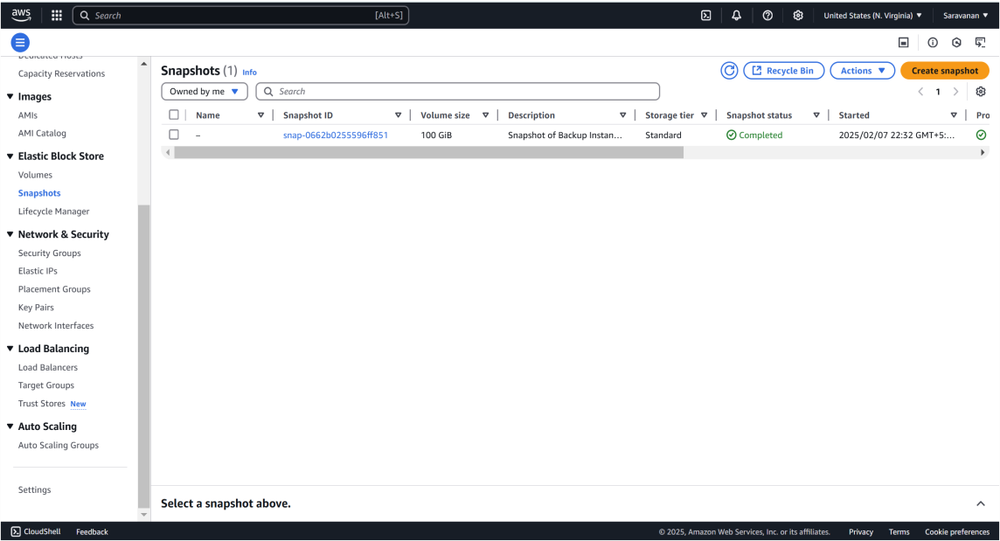 aws Search [Alt+S] United States (N. Virginia) Saravanan
Dedicated Hosts
Capacity Reservations
Images
AMIs
AMI Catalog
Elastic Block Store
Volumes
Snapshots
Lifecycle Manager
Network & Security
Security Groups
Elastic IPs
Placement Groups
Key Pairs
Network Interfaces
Load Balancing
Load Balancers
Target Groups
Trust Stores New
Auto Scaling
Auto Scaling Groups
Settings
Snapshots (1) Info Recycle Bin Actions Create snapshot
Owned by me Search 1
Name Snapshot ID Volume size Description Storage tier Snapshot status Started Pro
– snap-0662b0255596ff851 100 GiB Snapshot of Backup Instan... Standard Completed 2025/02/07 22:32 GMT+5:...
Select a snapshot above.
CloudShell Feedback © 2025, Amazon Web Services, Inc. or its affiliates. Privacy Terms Cookie preferences